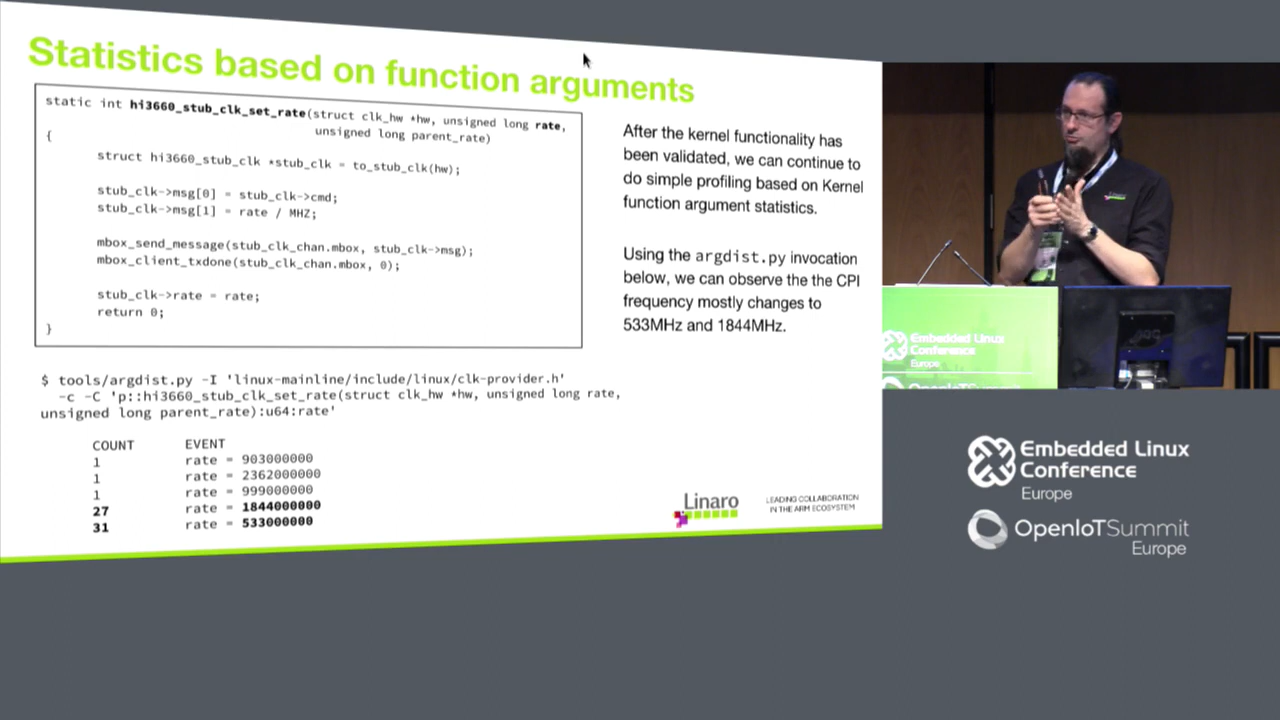 Statistics based on function arguments
static int hi3660_stub_clk_set_rate(struct clk_hw *hw, unsigned long rate,
unsigned long parent_rate)
{
struct hi3660_stub_clk *stub_clk = to_stub_clk(hw);
stub_clk->msg[0] = stub_clk->cmd;
stub_clk->msg[1] = rate / MHZ;
mbox_send_message(stub_clk_chan.mbox, stub_clk->msg);
mbox_client_txdone(stub_clk_chan.mbox, 0);
stub_clk->rate = rate;
return 0;
}
After the kernel functionality has
been validated, we can continue to
do simple profiling based on Kernel
function argument statistics.
Using the argdist.py invocation
below, we can observe the the CPI
frequency mostly changes to
533MHz and 1844MHz.
$ tools/argdist.py -I 'linux-mainline/include/linux/clk-provider.h'
-c -C 'p::hi3660_stub_clk_set_rate(struct clk_hw *hw, unsigned long rate,
unsigned long parent_rate):u64:rate'
COUNT EVENT
1 rate = 903000000
1 rate = 2362000000
1 rate = 999000000
27 rate = 1844000000
31 rate = 533000000
Linaro
LEADING COLLABORATION
IN THE ARM ECOSYSTEM
Linaro
Embedded Linux
Conference
Europe
OpenIoTSummit
Embedded Linux
Conference
Europe
OpenIoTSummit
Europe